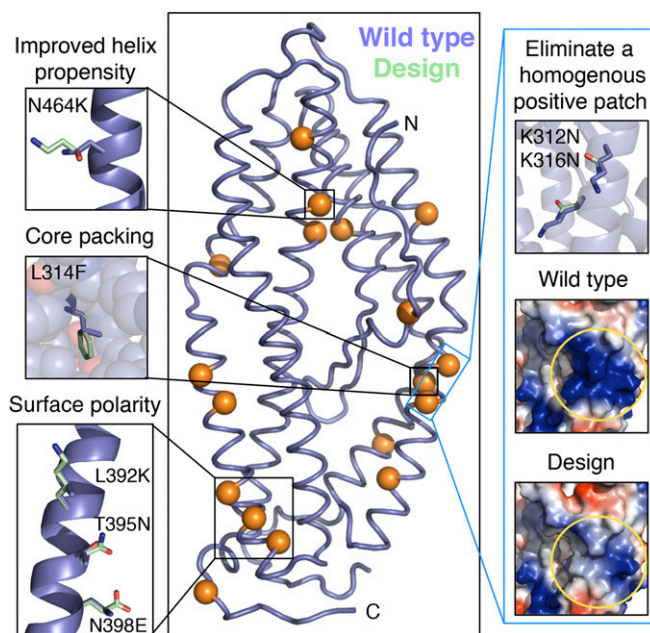 Improved helix
propensity
N464K
Core packing
L314F
Surface polarity
L392K
T395N
N398E
Wild type
Design
N
C
Eliminate a
homogenous
positive patch
K312N
K316N
Wild type
Design